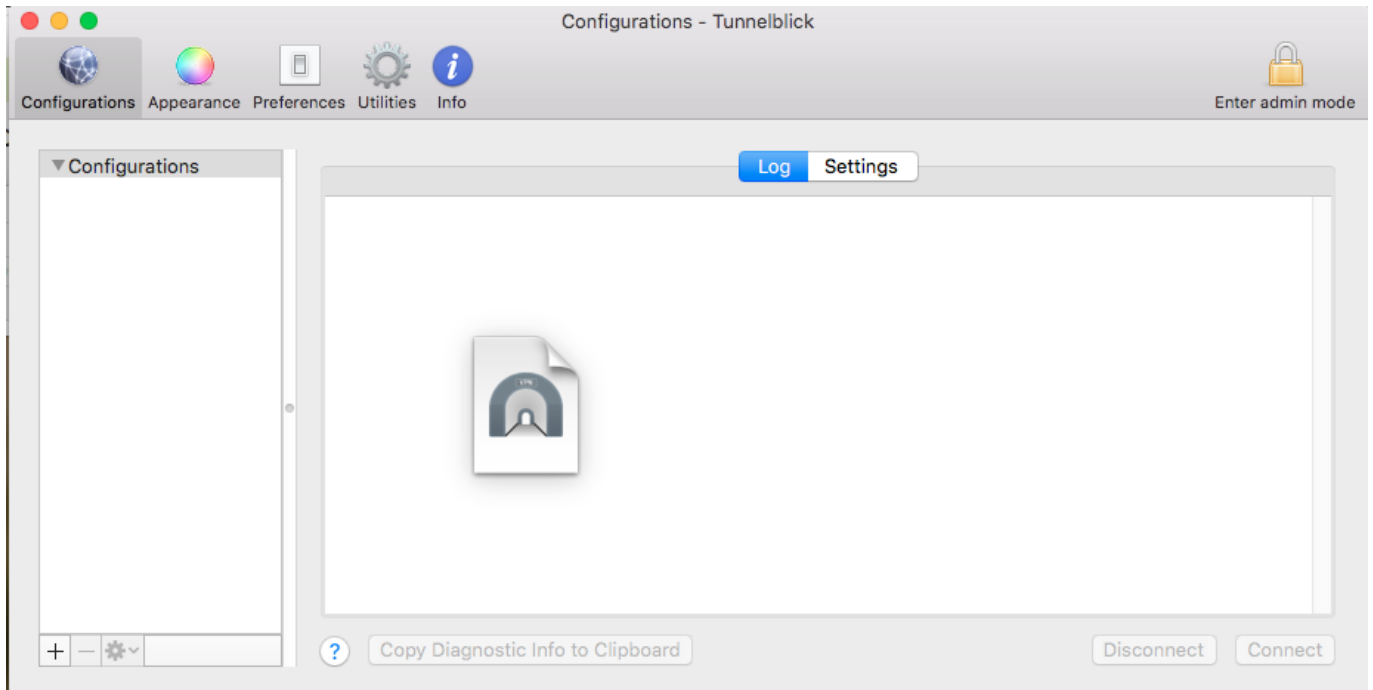 Configurations - Tunnelblick
Configurations Appearance Preferences Utilities Info Enter admin mode
Configurations
Log Settings
VPN
? Copy Diagnostic Info to Clipboard Disconnect Connect